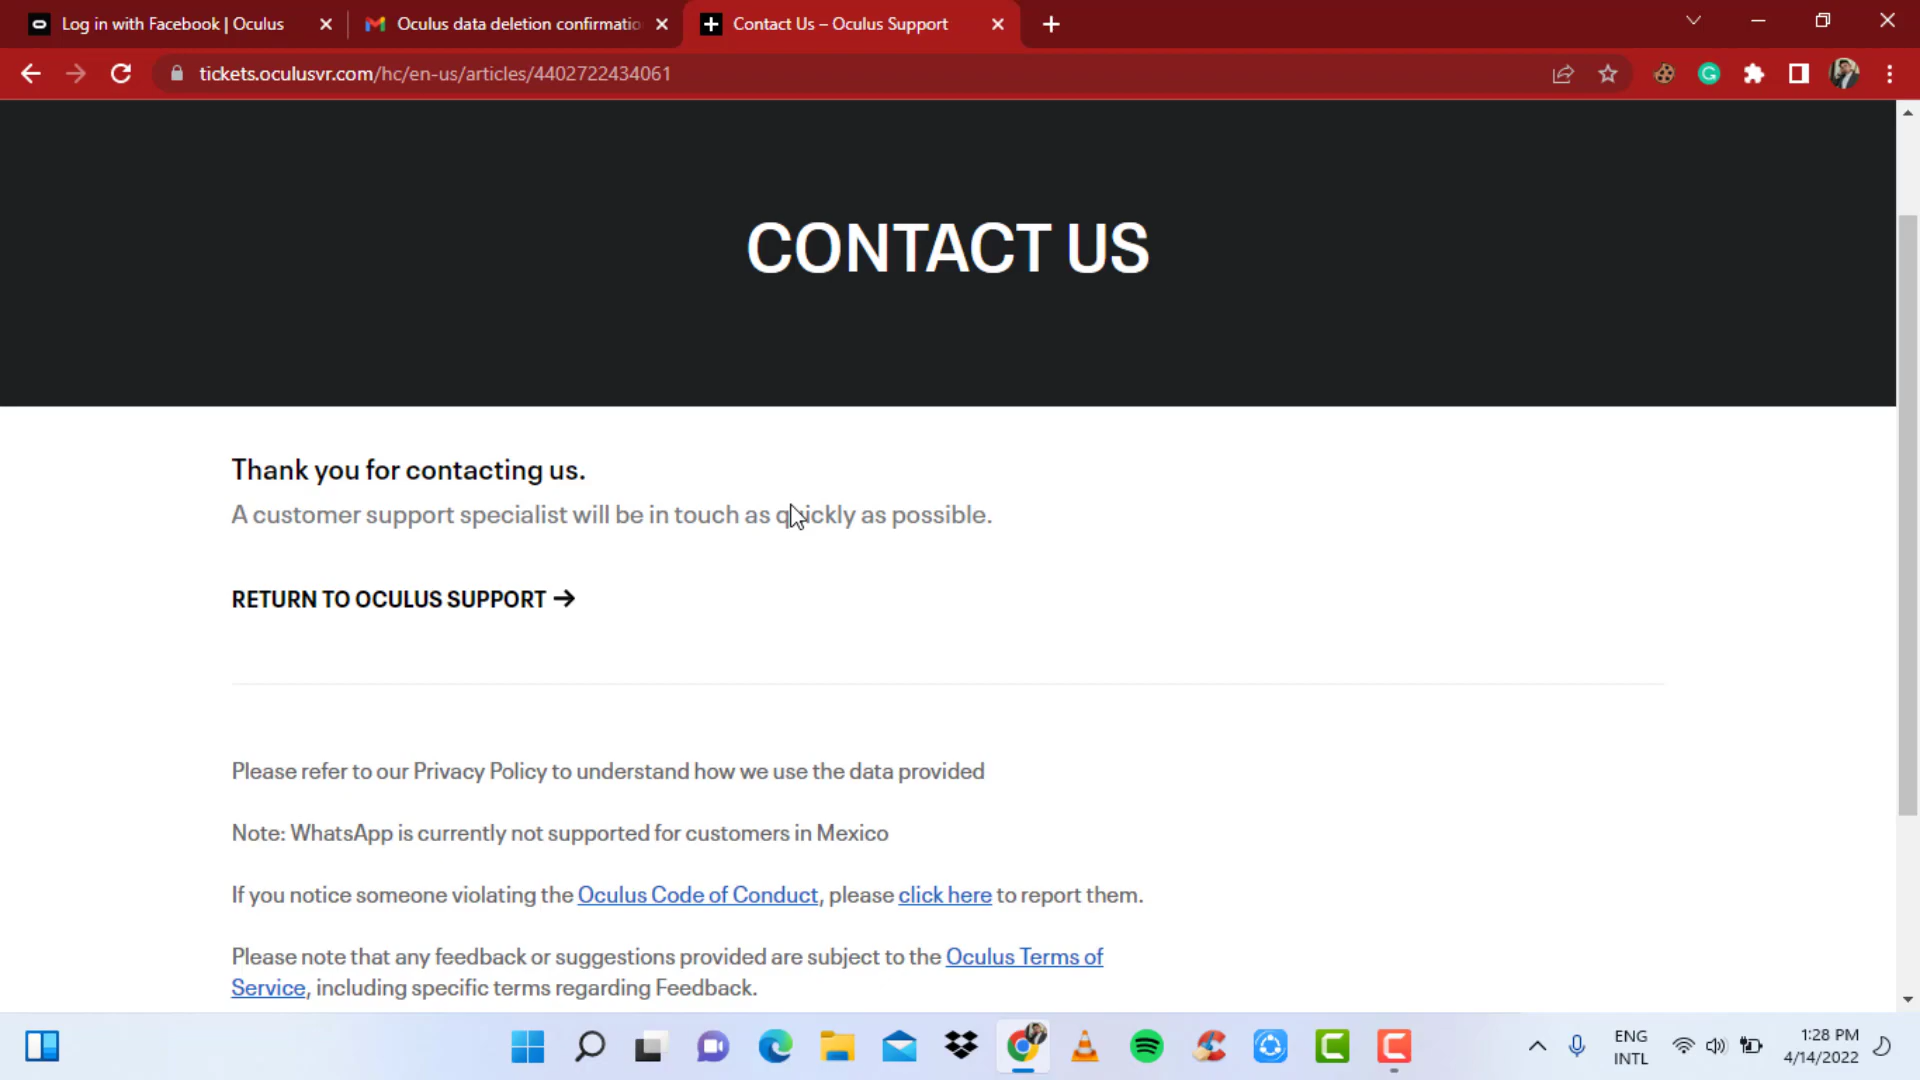 Log in with Facebook | Oculus
Oculus data deletion confirmatio
Contact Us – Oculus Support
tickets.oculusvr.com/hc/en-us/articles/4402722434061
CONTACT US
Thank you for contacting us.
A customer support specialist will be in touch as quickly as possible.
RETURN TO OCULUS SUPPORT →
Please refer to our Privacy Policy to understand how we use the data provided
Note: WhatsApp is currently not supported for customers in Mexico
If you notice someone violating the Oculus Code of Conduct, please click here to report them.
Please note that any feedback or suggestions provided are subject to the Oculus Terms of
Service, including specific terms regarding Feedback.
ENG
INTL
1:28 PM
4/14/2022